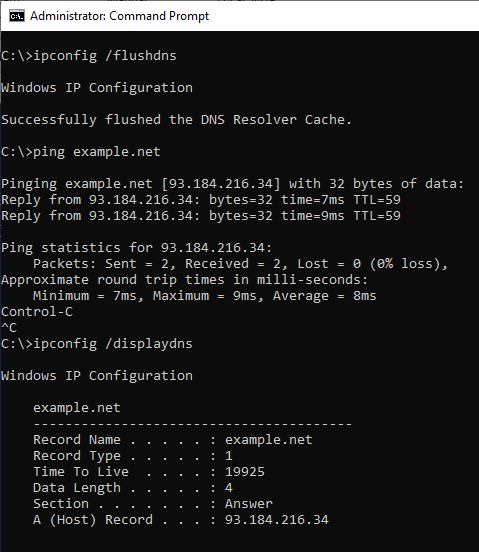 Administrator: Command Prompt
C:\>ipconfig /flushdns
Windows IP Configuration
Successfully flushed the DNS Resolver Cache.
C:\>ping example.net
Pinging example.net [93.184.216.34] with 32 bytes of data:
Reply from 93.184.216.34: bytes=32 time=7ms TTL=59
Reply from 93.184.216.34: bytes=32 time=9ms TTL=59
Ping statistics for 93.184.216.34:
    Packets: Sent = 2, Received = 2, Lost = 0 (0% loss),
Approximate round trip times in milli-seconds:
    Minimum = 7ms, Maximum = 9ms, Average = 8ms
Control-C
^C
C:\>ipconfig /displaydns
Windows IP Configuration
    example.net
    ----------------------------------------
    Record Name . . . . . : example.net
    Record Type . . . . . : 1
    Time To Live  . . . . : 19925
    Data Length . . . . . : 4
    Section . . . . . . . : Answer
    A (Host) Record . . . : 93.184.216.34